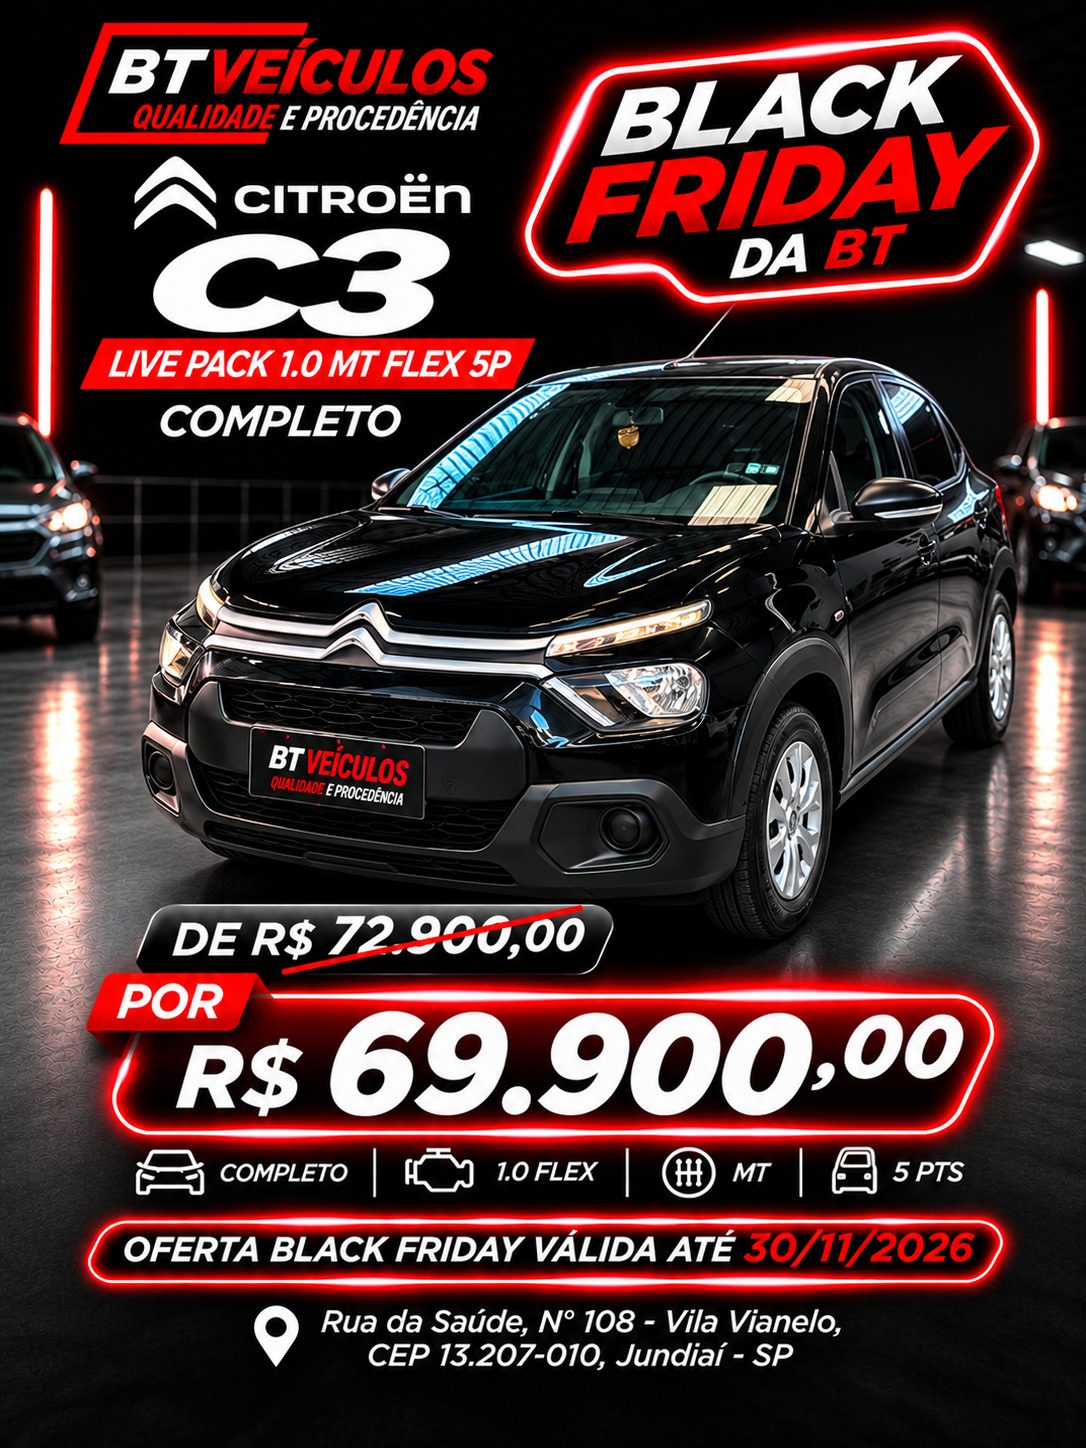 BT VEÍCULOS
QUALIDADE E PROCEDÊNCIA
CITROËN
C3
LIVE PACK 1.0 MT FLEX 5P
COMPLETO
BLACK
FRIDAY
DA BT
BT VEÍCULOS
QUALIDADE E PROCEDÊNCIA
DE R$ 72.900,00
POR
R$ 69.900,00
COMPLETO | 1.0 FLEX | MT | 5 PTS
OFERTA BLACK FRIDAY VÁLIDA ATÉ 30/11/2026
Rua da Saúde, N° 108 - Vila Vianelo,
CEP 13.207-010, Jundiaí - SP